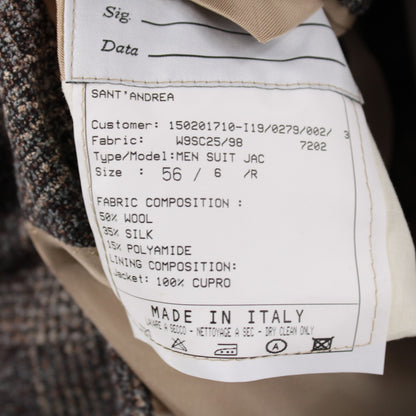 Sig.
Data
SANT'ANDREA
Customer: 150201710-I19/0279/002/ 3
Fabric: W9SC25/98 7202
Type/Model:MEN SUIT JAC
Size : 56 / 6 /R
FABRIC COMPOSITION :
50% WOOL
35% SILK
15% POLYAMIDE
LINING COMPOSITION:
Jacket: 100% CUPRO
MADE IN ITALY
LAVARE A SECCO - NETTOYAGE A SEC - DRY CLEAN ONLY
A